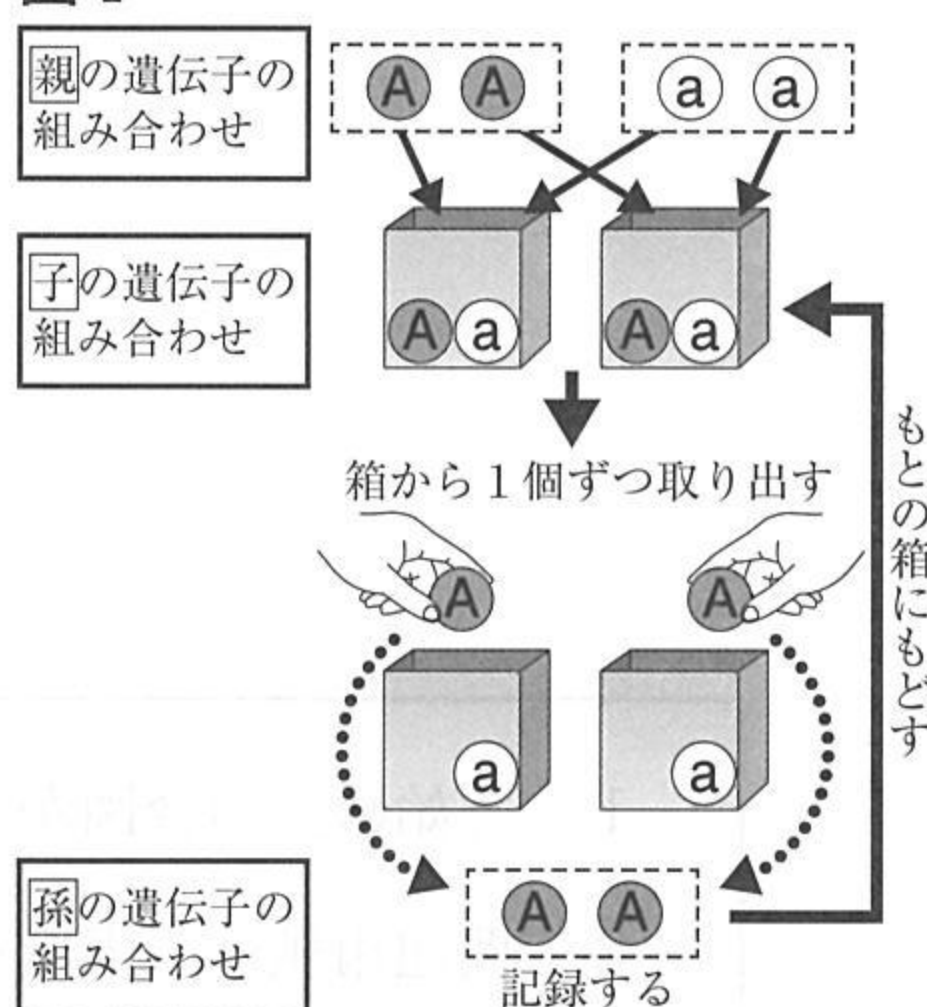 親の遺伝子の
組み合わせ
A A a a
子の遺伝子の
組み合わせ
A a A a
箱から1個ずつ取り出す
A A
もとの箱にもどす
a a
孫の遺伝子の
組み合わせ
A A
記録する